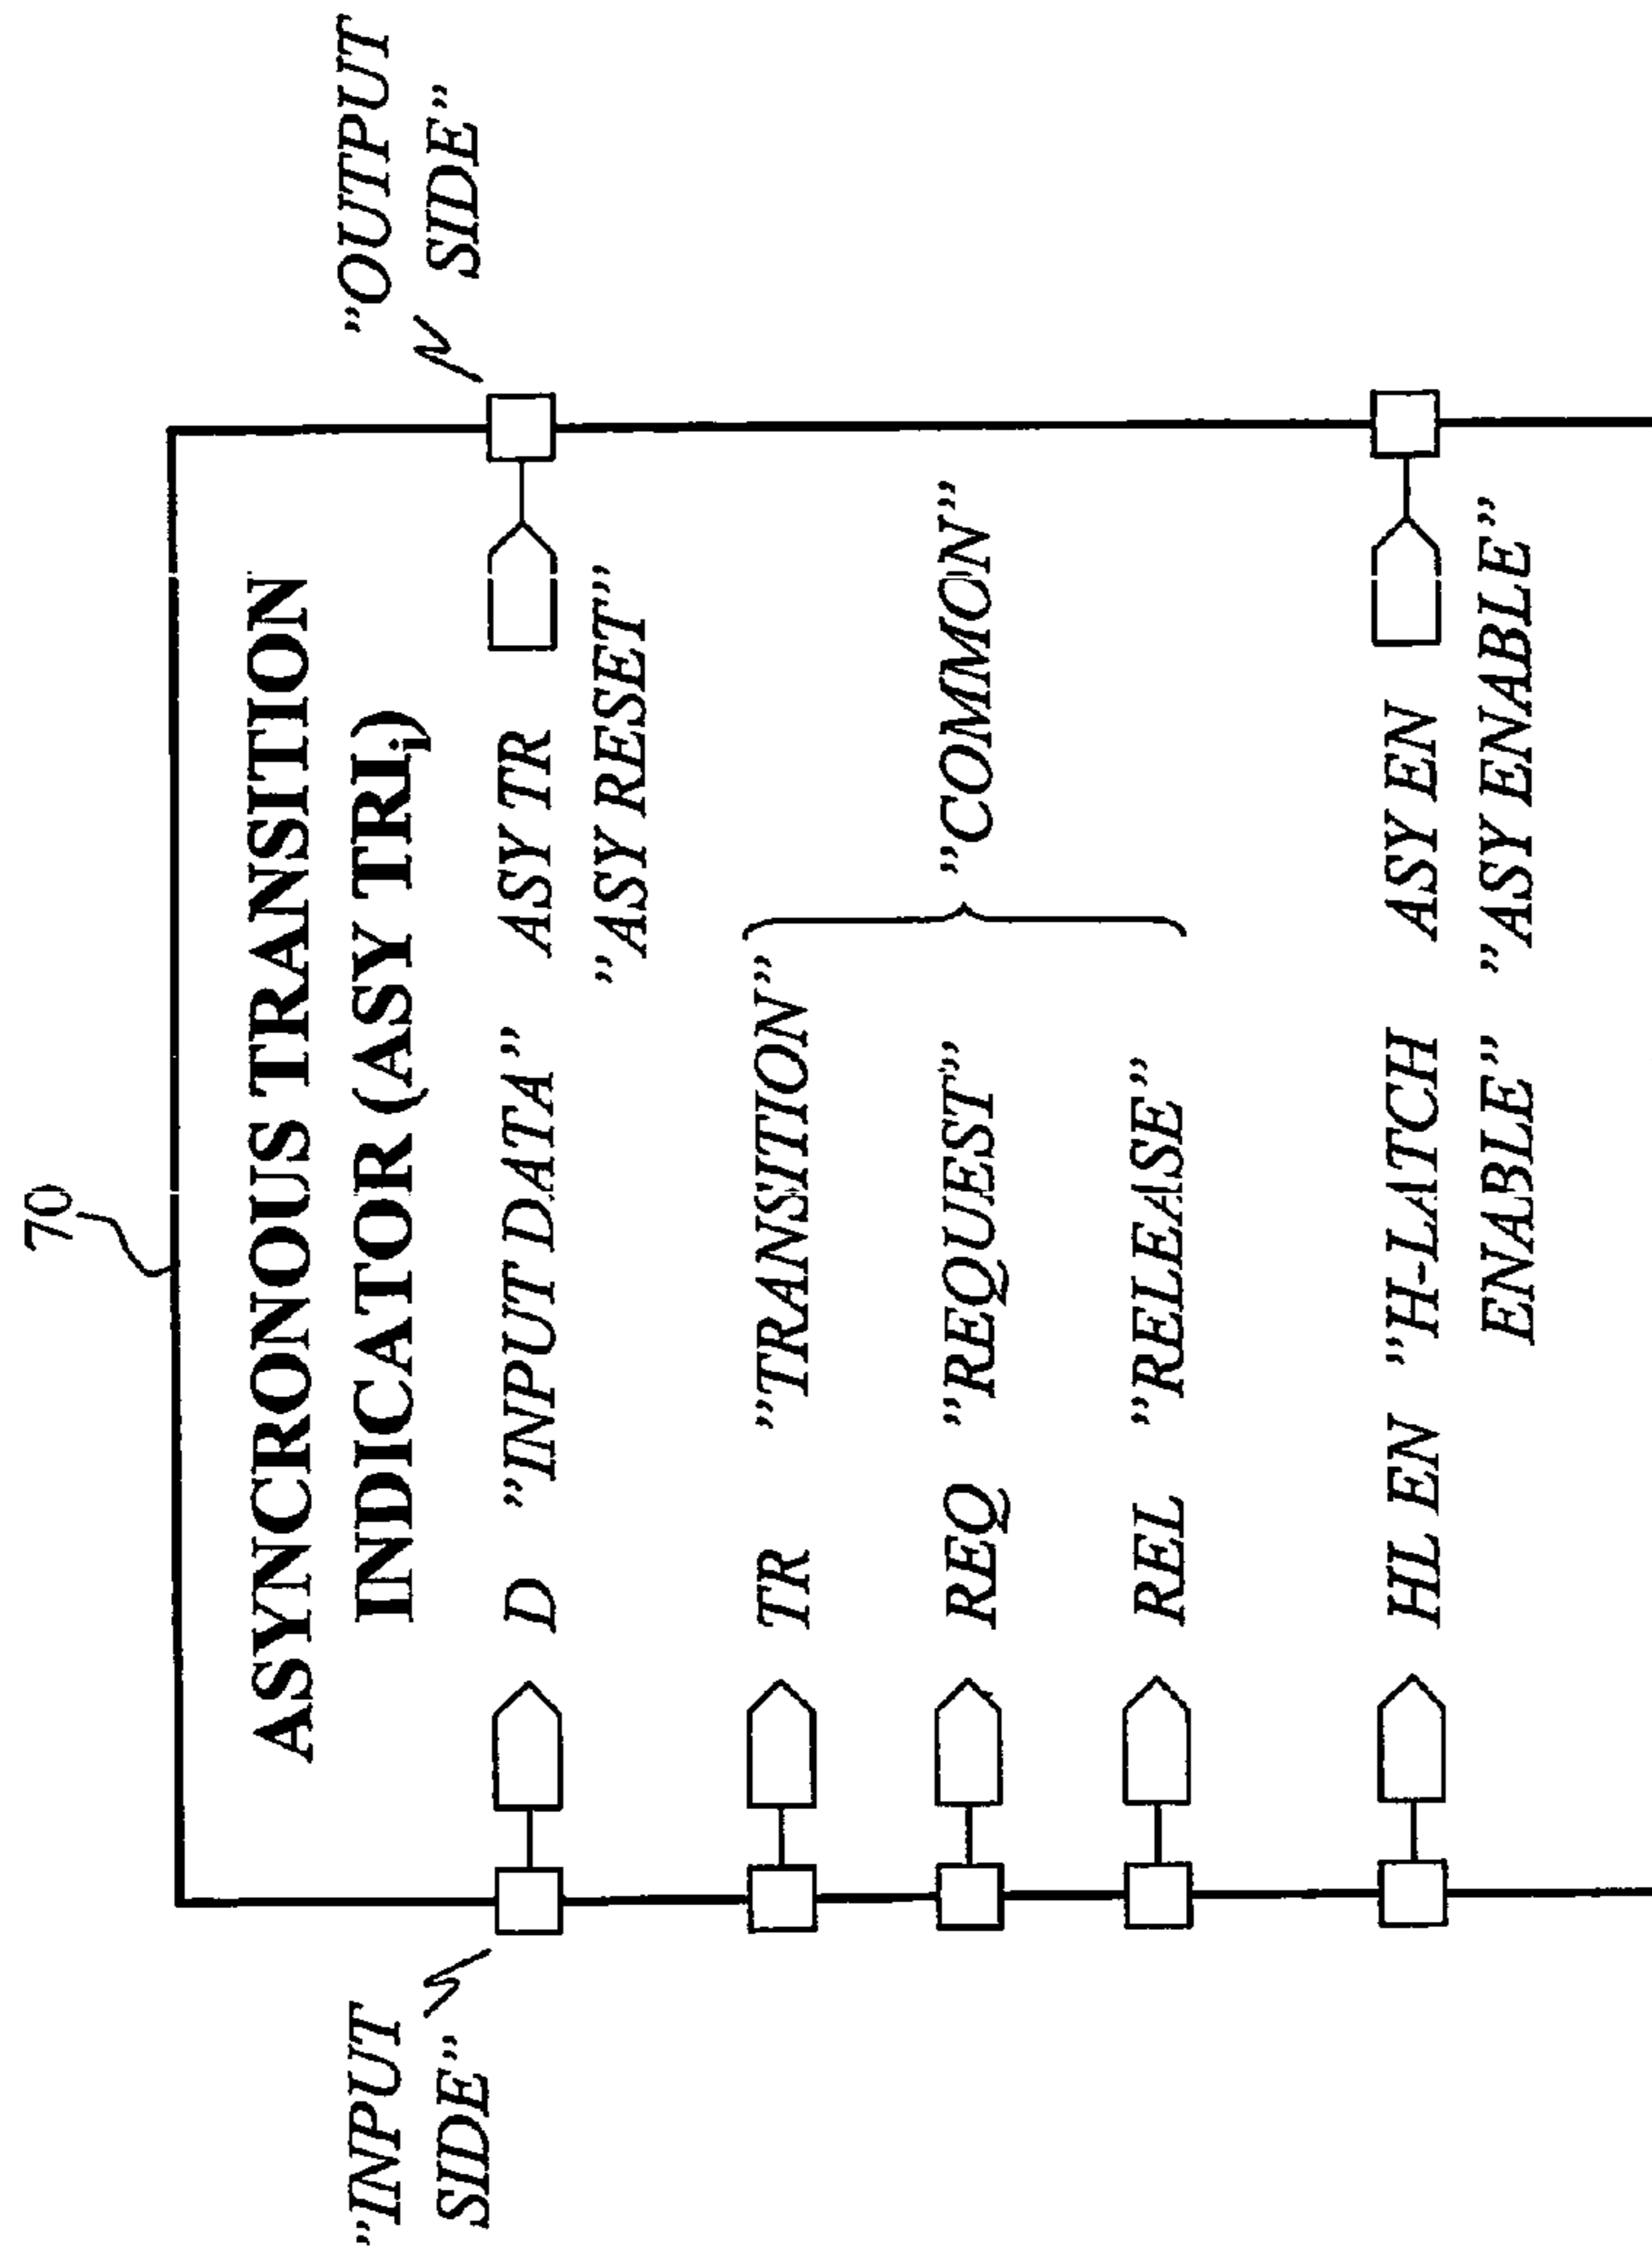 70
ASYNCRONOUS TRANSITION
INDICATOR (ASY TRIi)
"INPUT
SIDE"
"OUTPUT
SIDE"
D "INPUT DATA" ASY TR
"ASY RESET"
TR "TRANSITION"
REQ "REQUEST" "COMMON"
REL "RELEASE"
HL EN "H-LATCH ASY EN
ENABLE" "ASY ENABLE"